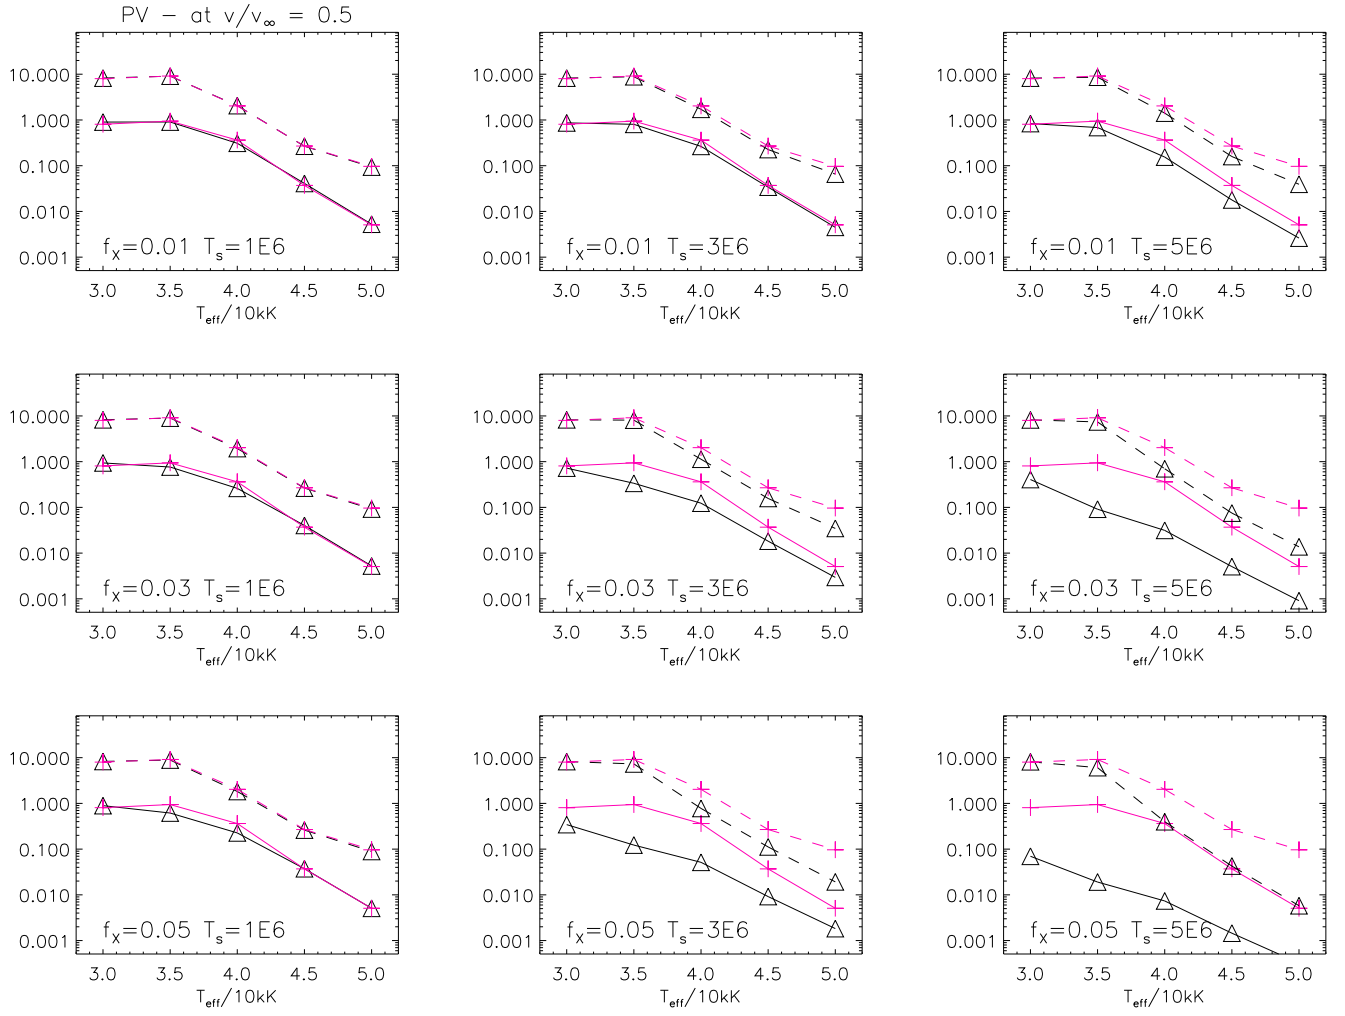 PV – at v/v∞ = 0.5
10.000 1.000 0.100 0.010 0.001
fX=0.01 Ts=1E6
3.0 3.5 4.0 4.5 5.0
Teff/10kK
10.000 1.000 0.100 0.010 0.001
fX=0.01 Ts=3E6
3.0 3.5 4.0 4.5 5.0
Teff/10kK
10.000 1.000 0.100 0.010 0.001
fX=0.01 Ts=5E6
3.0 3.5 4.0 4.5 5.0
Teff/10kK
10.000 1.000 0.100 0.010 0.001
fX=0.03 Ts=1E6
3.0 3.5 4.0 4.5 5.0
Teff/10kK
10.000 1.000 0.100 0.010 0.001
fX=0.03 Ts=3E6
3.0 3.5 4.0 4.5 5.0
Teff/10kK
10.000 1.000 0.100 0.010 0.001
fX=0.03 Ts=5E6
3.0 3.5 4.0 4.5 5.0
Teff/10kK
10.000 1.000 0.100 0.010 0.001
fX=0.05 Ts=1E6
3.0 3.5 4.0 4.5 5.0
Teff/10kK
10.000 1.000 0.100 0.010 0.001
fX=0.05 Ts=3E6
3.0 3.5 4.0 4.5 5.0
Teff/10kK
10.000 1.000 0.100 0.010 0.001
fX=0.05 Ts=5E6
3.0 3.5 4.0 4.5 5.0
Teff/10kK